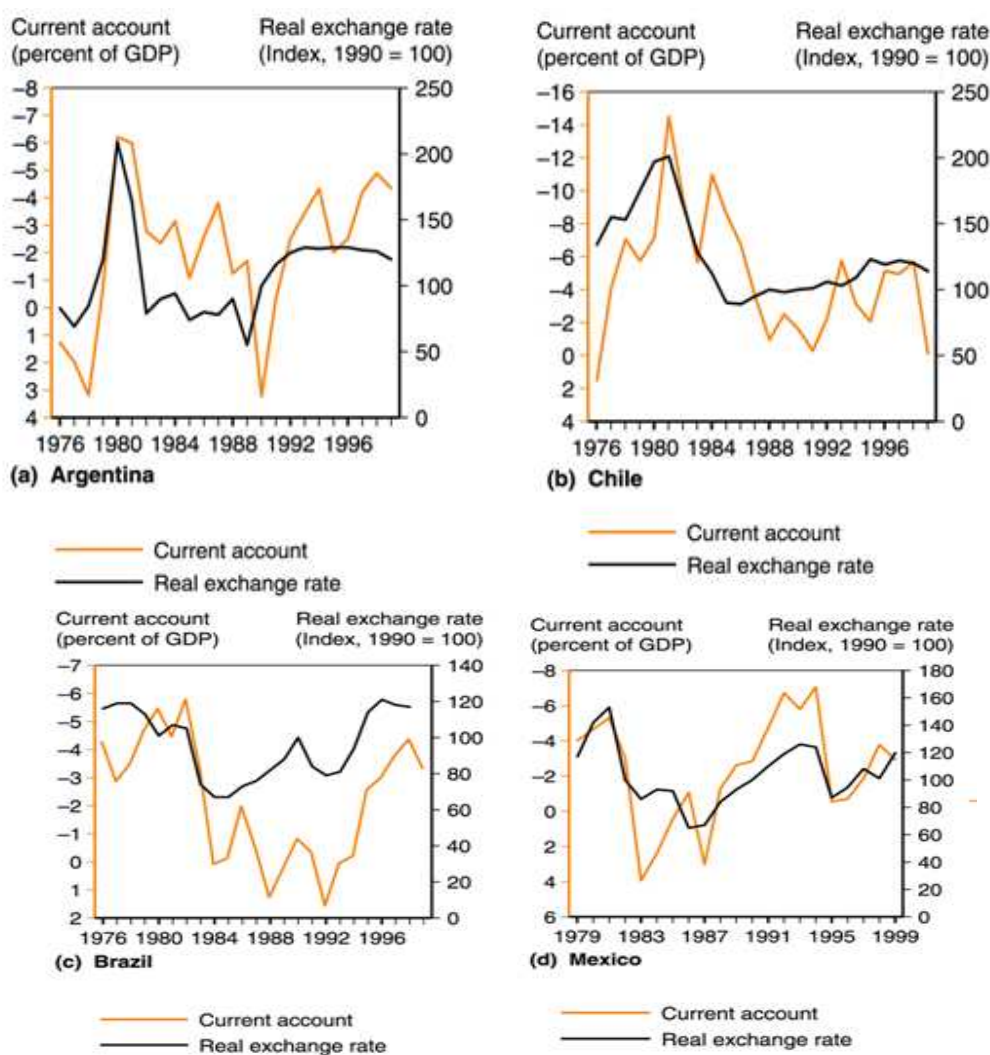 Current account
(percent of GDP)
Real exchange rate
(Index, 1990 = 100)
−8
−7
−6
−5
−4
−3
−2
−1
0
1
2
3
4
250
200
150
100
50
0
1976 1980 1984 1988 1992 1996
(a) Argentina
Current account
(percent of GDP)
Real exchange rate
(Index, 1990 = 100)
−16
−14
−12
−10
−8
−6
−4
−2
0
2
4
250
200
150
100
50
0
1976 1980 1984 1988 1992 1996
(b) Chile
Current account
Real exchange rate
Current account
Real exchange rate
Current account
(percent of GDP)
Real exchange rate
(Index, 1990 = 100)
−7
−6
−5
−4
−3
−2
−1
0
1
2
140
120
100
80
60
40
20
0
1976 1980 1984 1988 1992 1996
(c) Brazil
Current account
(percent of GDP)
Real exchange rate
(Index, 1990 = 100)
−8
−6
−4
−2
0
2
4
6
180
160
140
120
100
80
60
40
20
0
1979 1983 1987 1991 1995 1999
(d) Mexico
Current account
Real exchange rate
Current account
Real exchange rate